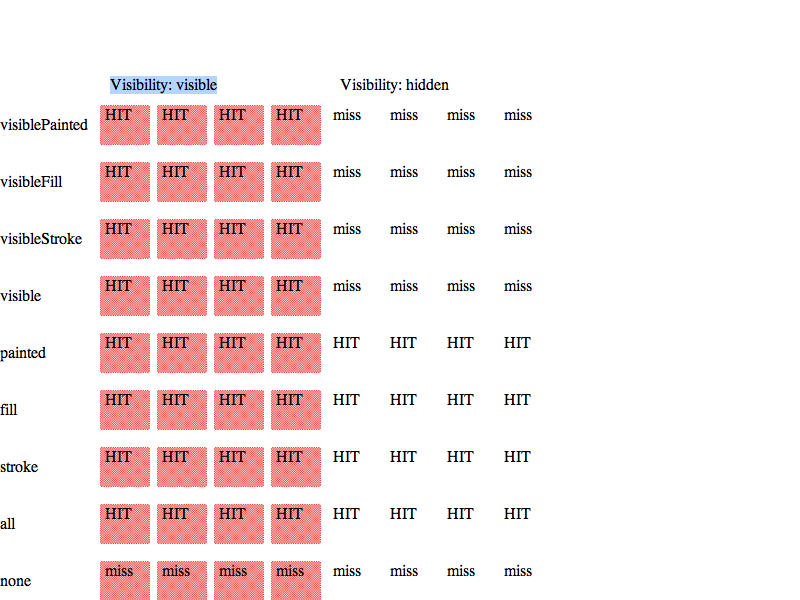 Visibility: visible Visibility: hidden
visiblePainted HIT HIT HIT HIT miss miss miss miss
visibleFill HIT HIT HIT HIT miss miss miss miss
visibleStroke HIT HIT HIT HIT miss miss miss miss
visible HIT HIT HIT HIT miss miss miss miss
painted HIT HIT HIT HIT HIT HIT HIT HIT
fill HIT HIT HIT HIT HIT HIT HIT HIT
stroke HIT HIT HIT HIT HIT HIT HIT HIT
all HIT HIT HIT HIT HIT HIT HIT HIT
none miss miss miss miss miss miss miss miss